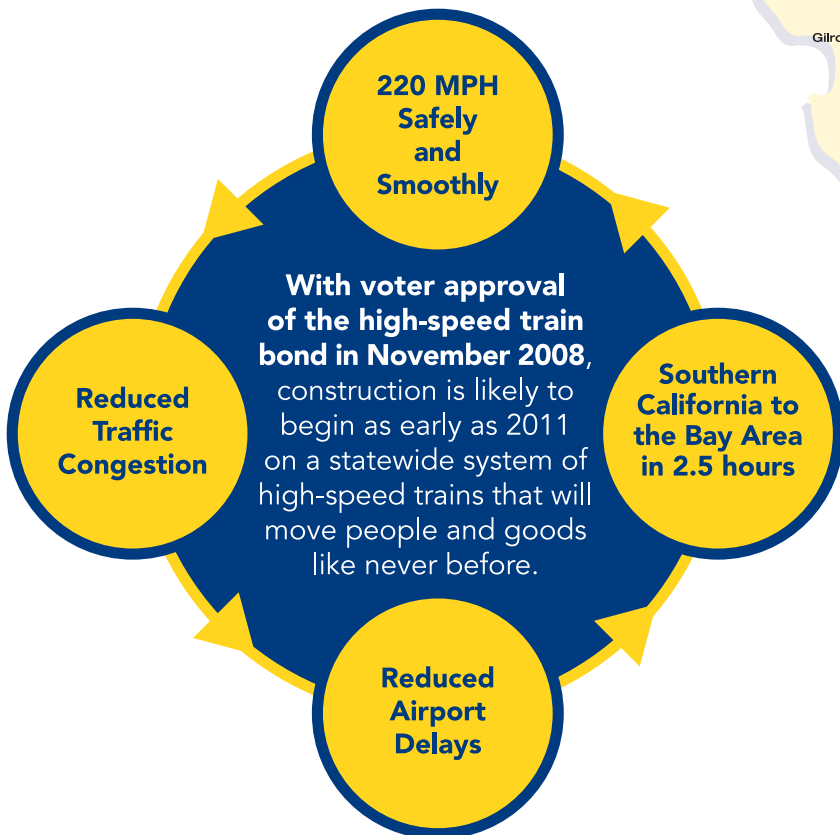 Gilro
220 MPH
Safely
and
Smoothly
With voter approval
of the high-speed train
bond in November 2008,
construction is likely to
begin as early as 2011
on a statewide system of
high-speed trains that will
move people and goods
like never before.
Reduced
Traffic
Congestion
Southern
California to
the Bay Area
in 2.5 hours
Reduced
Airport
Delays